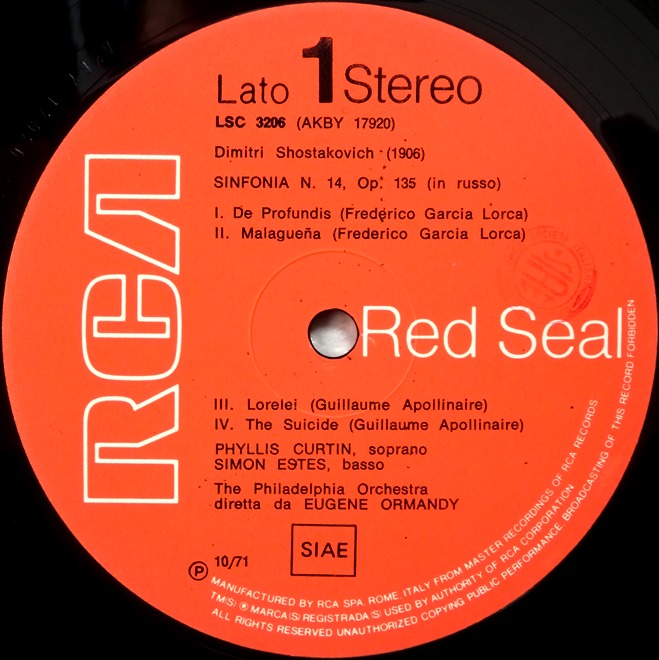 Lato 1 Stereo
LSC 3206 (AKBY 17920)
Dimitri Shostakovich (1906)
SINFONIA N. 14, Op. 135 (in russo)
I. De Profundis (Frederico Garcia Lorca)
II. Malagueña (Frederico Garcia Lorca)
RCA
Red Seal
III. Lorelei (Guillaume Apollinaire)
IV. The Suicide (Guillaume Apollinaire)
PHYLLIS CURTIN, soprano
SIMON ESTES, basso
The Philadelphia Orchestra
diretta da EUGENE ORMANDY
SIAE
Ⓟ 10/71
MANUFACTURED BY RCA SPA, ROME, ITALY FROM MASTER RECORDINGS OF RCA RECORDS
TM(S) ® MARCA(S) REGISTRADA(S) USED BY AUTHORITY OF RCA CORPORATION
ALL RIGHTS RESERVED UNAUTHORIZED COPYING PUBLIC PERFORMANCE BROADCASTING OF THIS RECORD FORBIDDEN